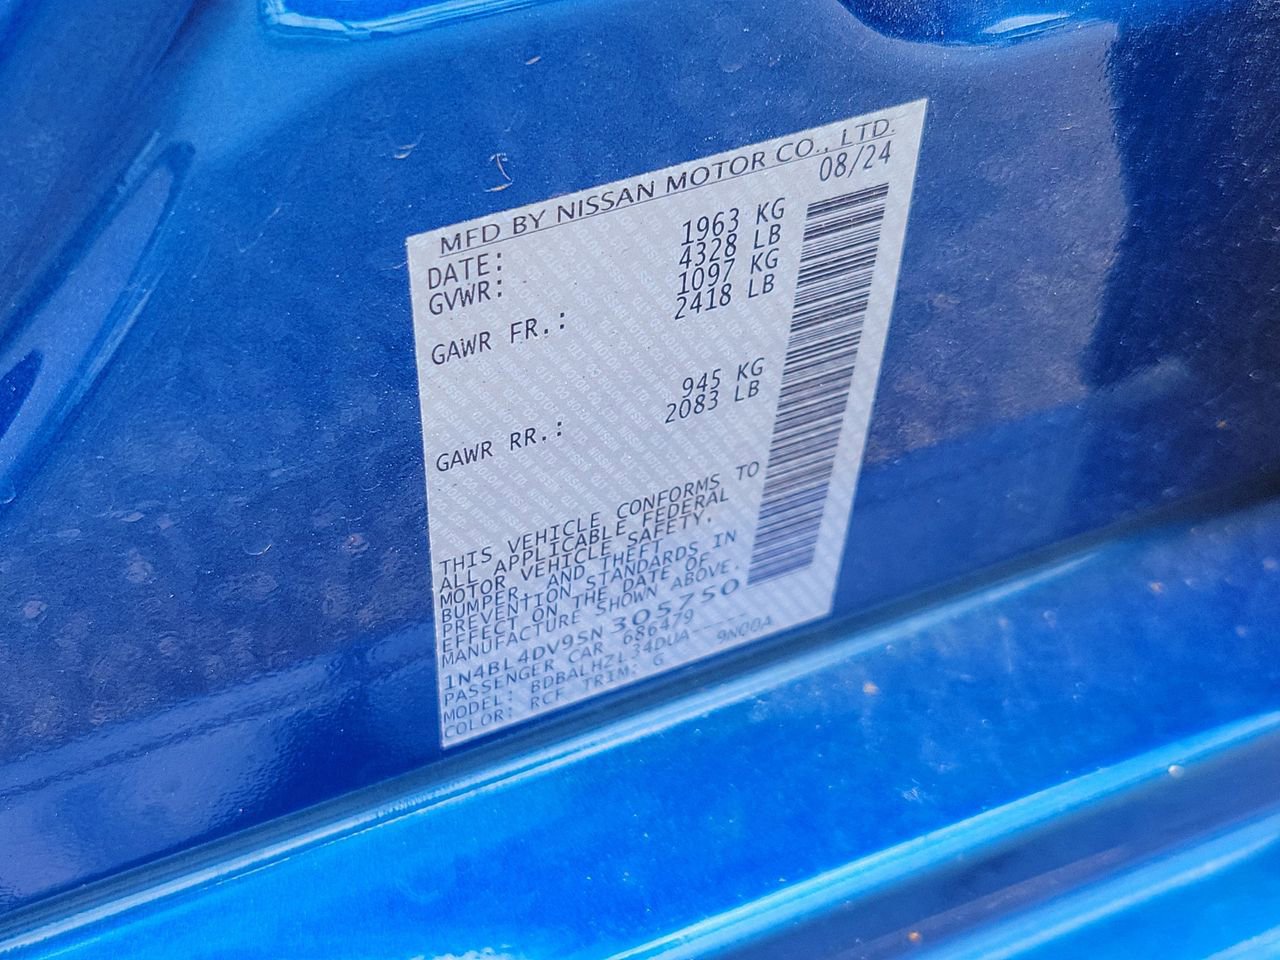 MFD BY NISSAN MOTOR CO., LTD.
DATE: 08/24
GVWR: 1963 KG
4328 LB
GAWR FR.: 1097 KG
2418 LB
GAWR RR.: 945 KG
2083 LB
THIS VEHICLE CONFORMS TO
ALL APPLICABLE FEDERAL
MOTOR VEHICLE SAFETY,
BUMPER, AND THEFT
PREVENTION STANDARDS IN
EFFECT ON THE DATE OF
MANUFACTURE SHOWN ABOVE.
1N4BL4DV9SN 305750
PASSENGER CAR 686479
MODEL: BDBALHZL34DUA----- 9N00A
COLOR: RCF TRIM: G